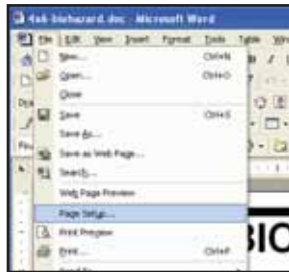 4x6-biohazard.doc - Microsoft Word
File Edit View Insert Format Tools Table
New... Ctrl+N
Open... Ctrl+O
Close
Save Ctrl+S
Save As...
Save as Web Page...
Search...
Web Page Preview
Page Setup...
Print Preview
Print... Ctrl+P
BIO